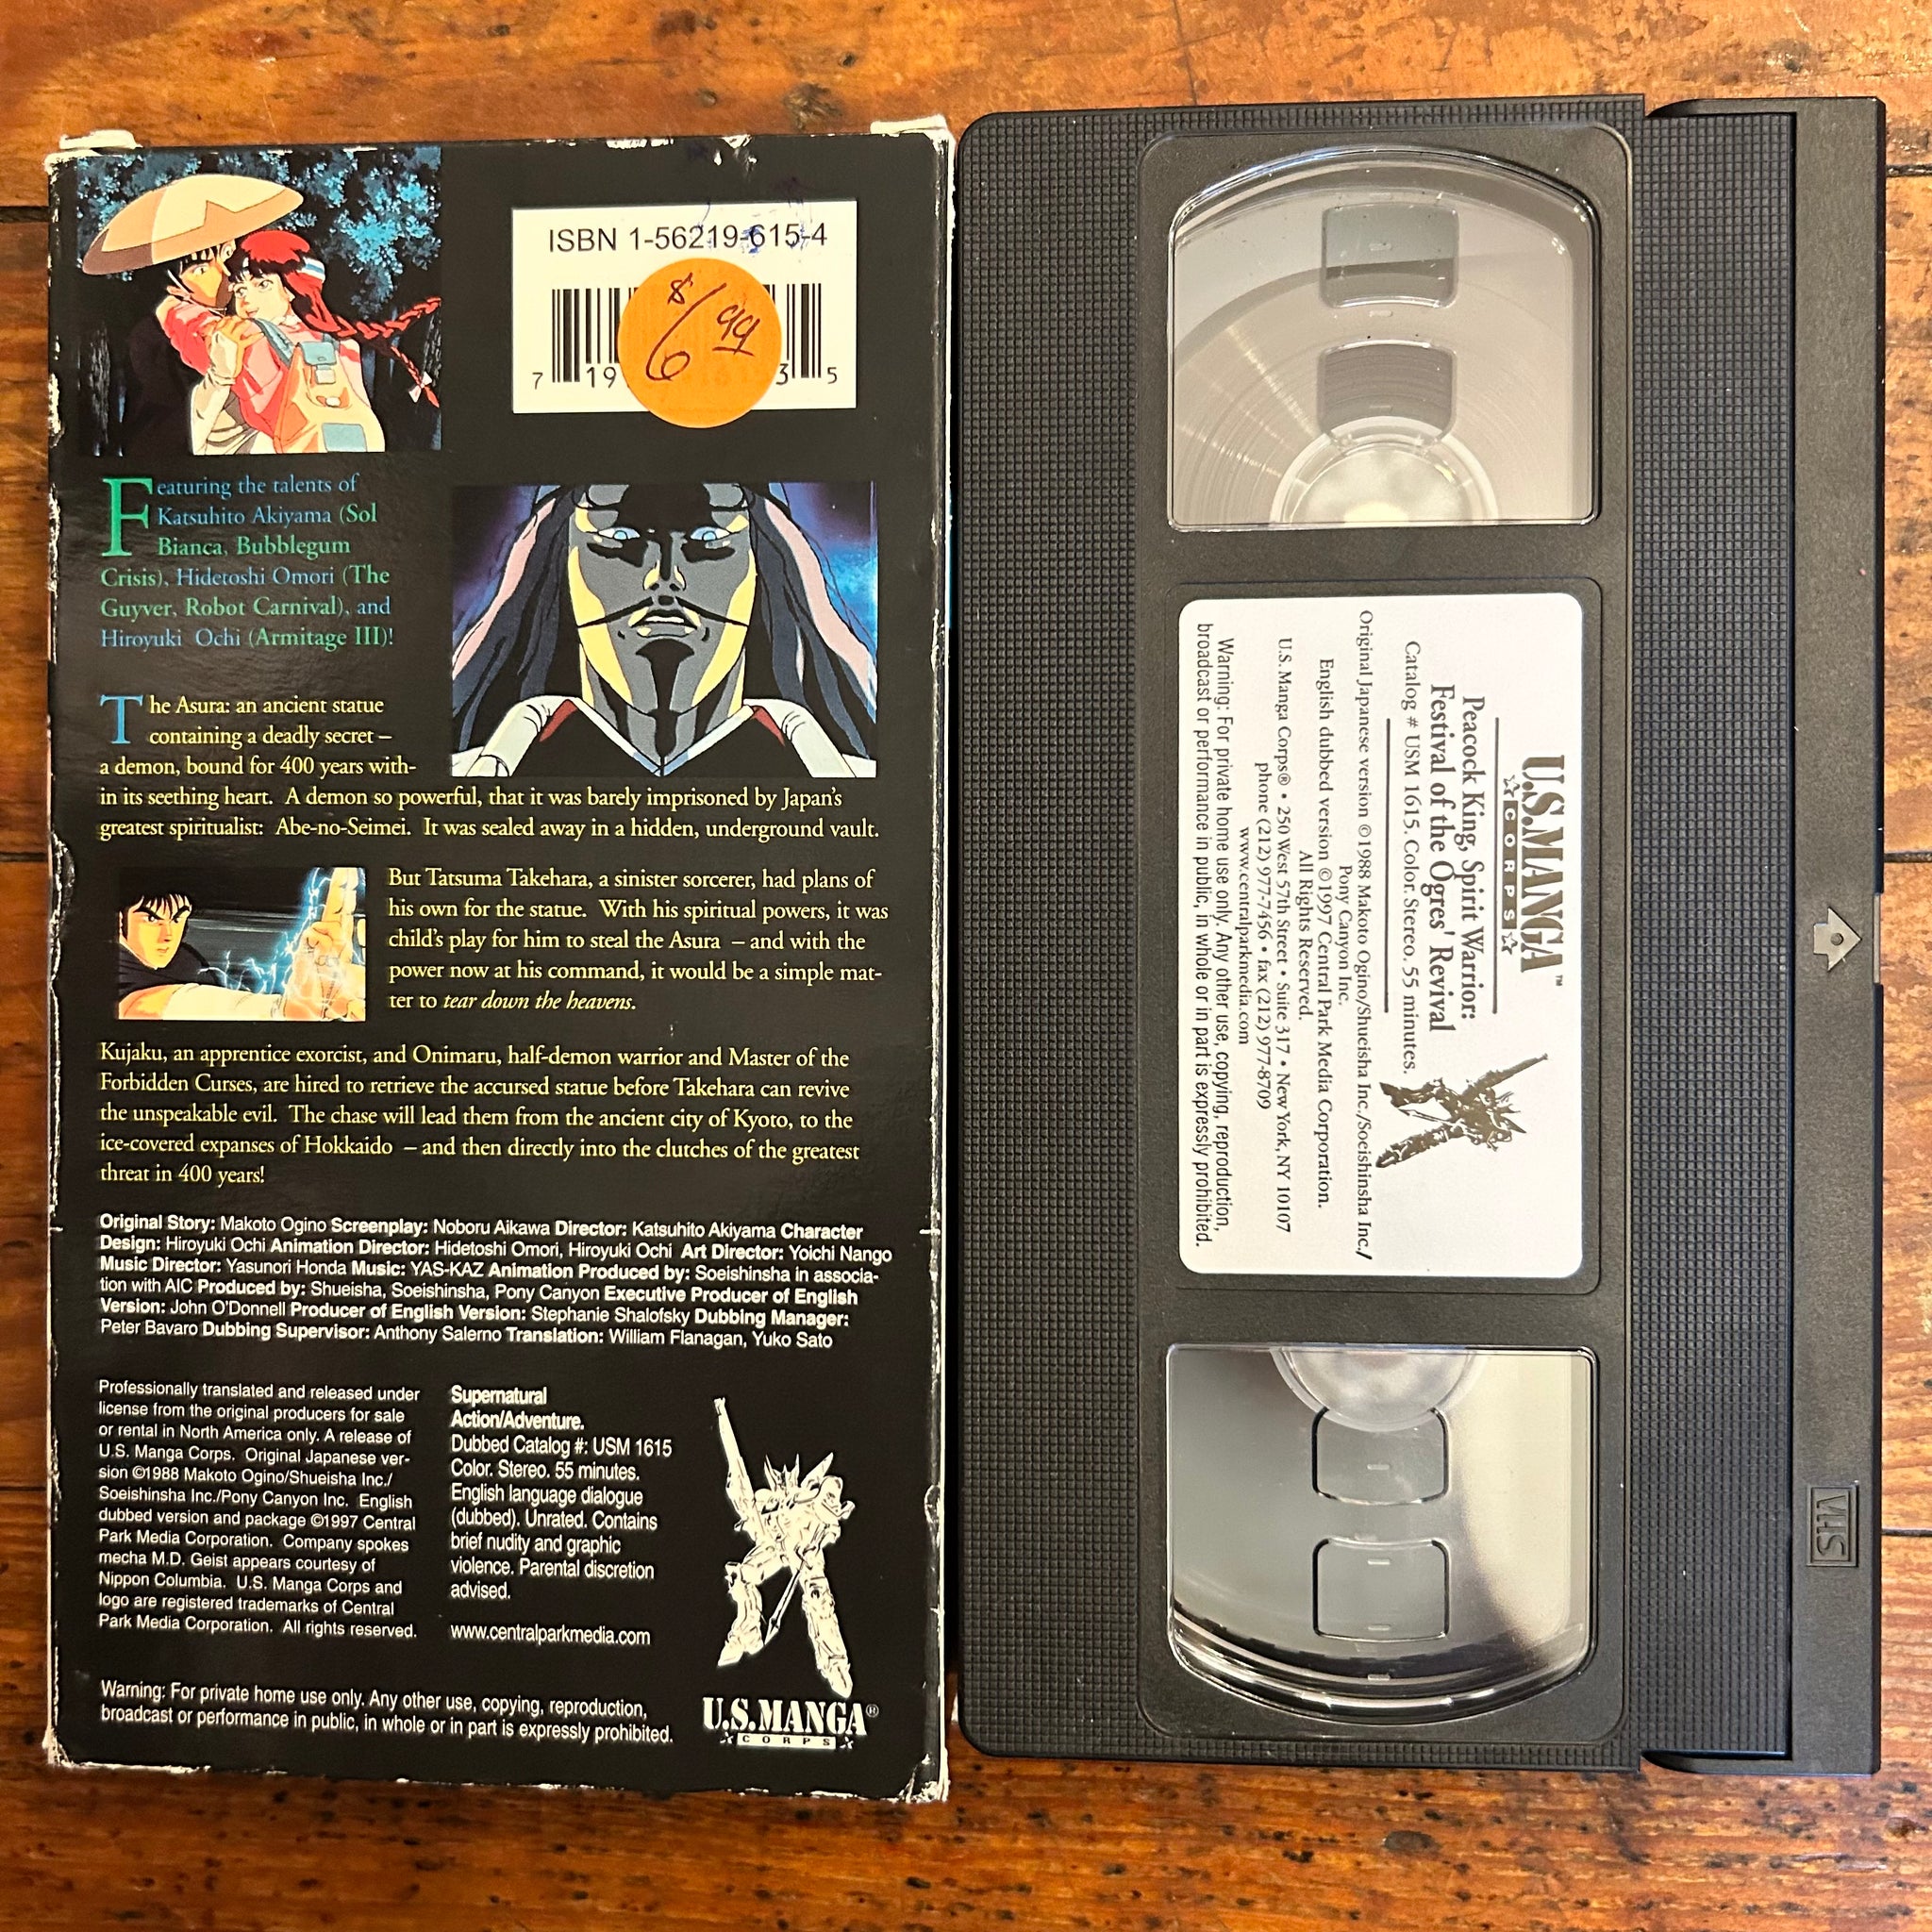 ISBN 1-56219-615-4
8/6 99
7 19 3 5
Featuring the talents of
Katsuhito Akiyama (Sol
Bianca, Bubblegum
Crisis), Hidetoshi Omori (The
Guyver, Robot Carnival), and
Hiroyuki Ochi (Armitage III)!
The Asura: an ancient statue
containing a deadly secret –
a demon, bound for 400 years with-
in its seething heart. A demon so powerful, that it was barely imprisoned by Japan's
greatest spiritualist: Abe-no-Seimei. It was sealed away in a hidden, underground vault.
But Tatsuma Takehara, a sinister sorcerer, had plans of
his own for the statue. With his spiritual powers, it was
child's play for him to steal the Asura – and with the
power now at his command, it would be a simple mat-
ter to tear down the heavens.
Kujaku, an apprentice exorcist, and Onimaru, half-demon warrior and Master of the
Forbidden Curses, are hired to retrieve the accursed statue before Takehara can revive
the unspeakable evil. The chase will lead them from the ancient city of Kyoto, to the
ice-covered expanses of Hokkaido – and then directly into the clutches of the greatest
threat in 400 years!
Original Story: Makoto Ogino Screenplay: Noboru Aikawa Director: Katsuhito Akiyama Character
Design: Hiroyuki Ochi Animation Director: Hidetoshi Omori, Hiroyuki Ochi Art Director: Yoichi Nango
Music Director: Yasunori Honda Music: YAS-KAZ Animation Produced by: Soeishinsha in associa-
tion with AIC Produced by: Shueisha, Soeishinsha, Pony Canyon Executive Producer of English
Version: John O'Donnell Producer of English Version: Stephanie Shalofsky Dubbing Manager:
Peter Bavaro Dubbing Supervisor: Anthony Salerno Translation: William Flanagan, Yuko Sato
Professionally translated and released under
license from the original producers for sale
or rental in North America only. A release of
U.S. Manga Corps. Original Japanese ver-
sion ©1988 Makoto Ogino/Shueisha Inc./
Soeishinsha Inc./Pony Canyon Inc. English
dubbed version and package ©1997 Central
Park Media Corporation. Company spokes
mecha M.D. Geist appears courtesy of
Nippon Columbia. U.S. Manga Corps and
logo are registered trademarks of Central
Park Media Corporation. All rights reserved.
Supernatural
Action/Adventure.
Dubbed Catalog #: USM 1615
Color. Stereo. 55 minutes.
English language dialogue
(dubbed). Unrated. Contains
brief nudity and graphic
violence. Parental discretion
advised.
www.centralparkmedia.com
Warning: For private home use only. Any other use, copying, reproduction,
broadcast or performance in public, in whole or in part is expressly prohibited.
U.S.MANGA®
CORPS
U.S.MANGA™
CORPS
Peacock King, Spirit Warrior:
Festival of the Ogres' Revival
Catalog # USM 1615. Color. Stereo. 55 minutes.
Original Japanese version ©1988 Makoto Ogino/Shueisha Inc./Soeishinsha Inc./
Pony Canyon Inc.
English dubbed version ©1997 Central Park Media Corporation.
All Rights Reserved.
U.S. Manga Corps® • 250 West 57th Street • Suite 317 • New York, NY 10107
phone (212) 977-7456 • fax (212) 977-8709
www.centralparkmedia.com
Warning: For private home use only. Any other use, copying, reproduction,
broadcast or performance in public, in whole or in part is expressly prohibited.
VHS